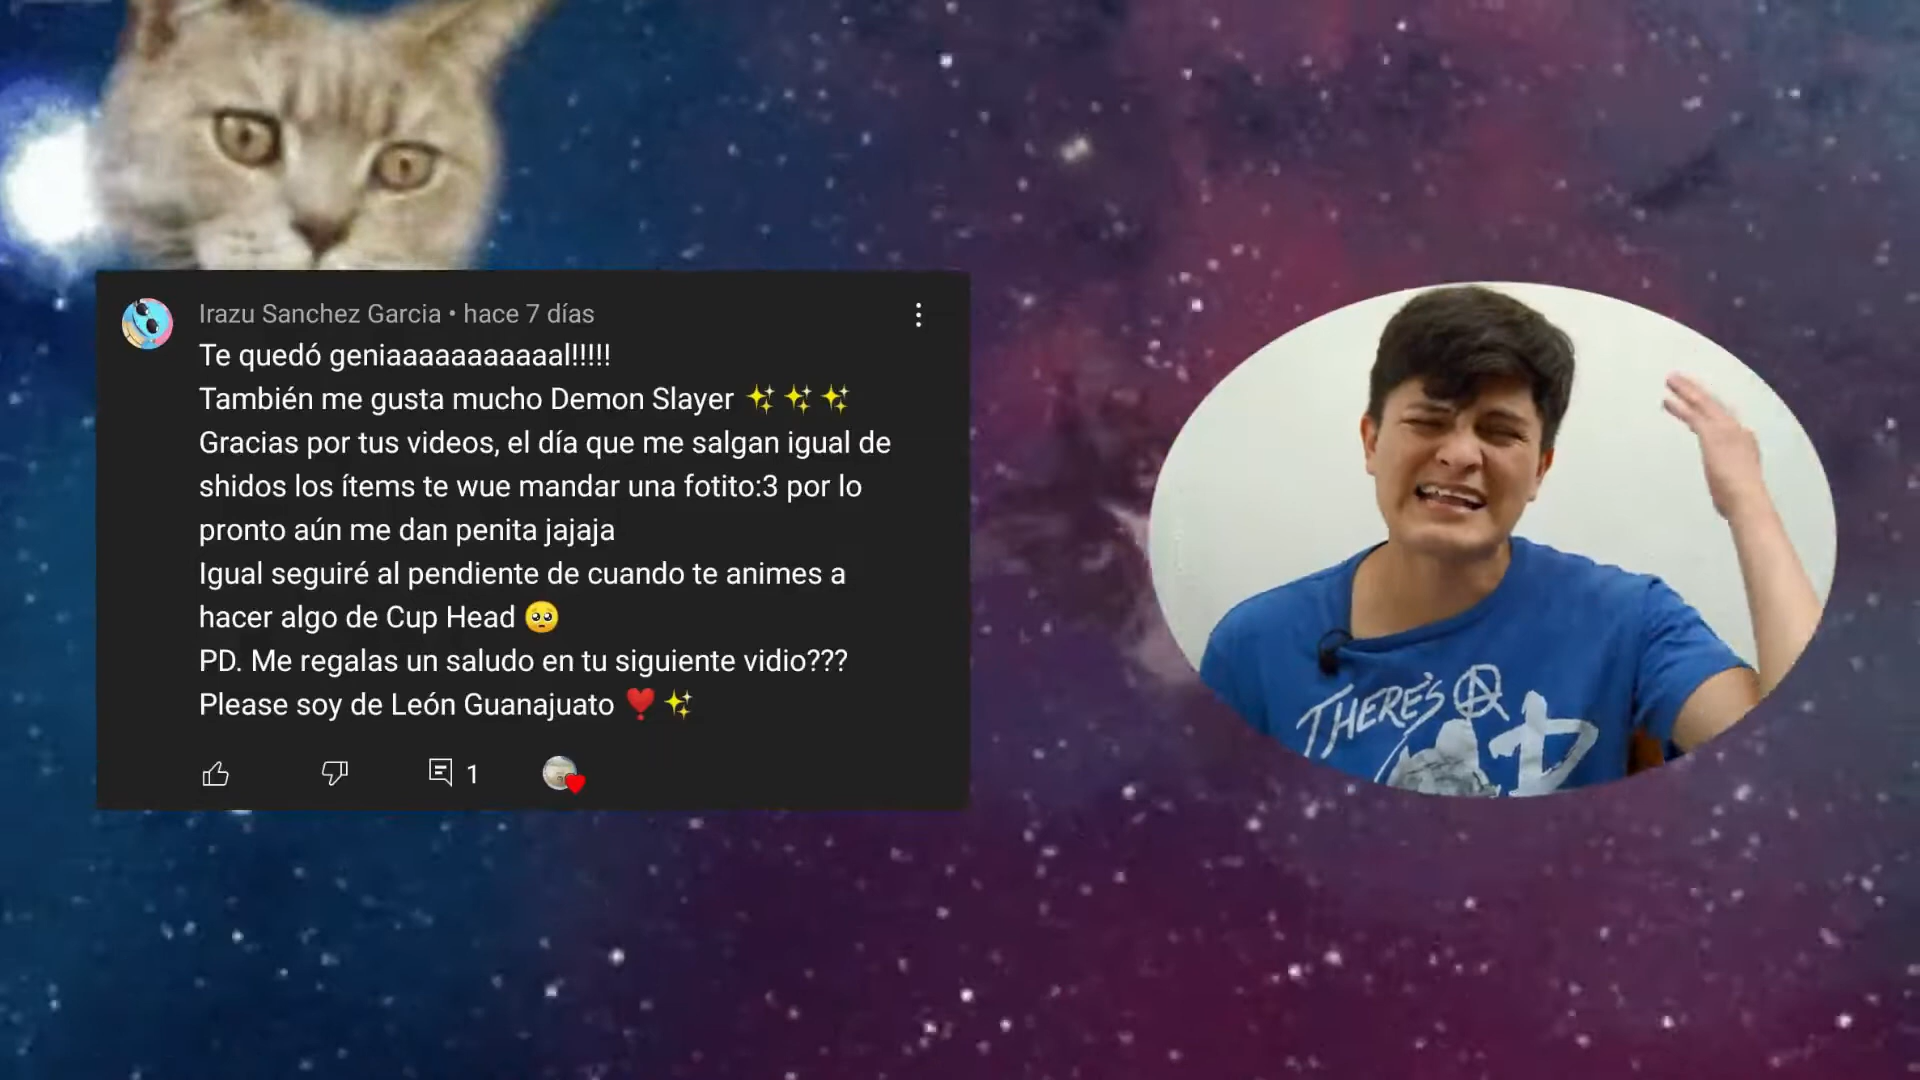 Irazu Sanchez Garcia • hace 7 días
Te quedó geniaaaaaaaaaaal!!!!!
También me gusta mucho Demon Slayer ✨✨✨
Gracias por tus videos, el día que me salgan igual de
shidos los ítems te wue mandar una fotito:3 por lo
pronto aún me dan penita jajaja
Igual seguiré al pendiente de cuando te animes a
hacer algo de Cup Head 🥺
PD. Me regalas un saludo en tu siguiente vidio???
Please soy de León Guanajuato ❣️✨
1
THERE'S A